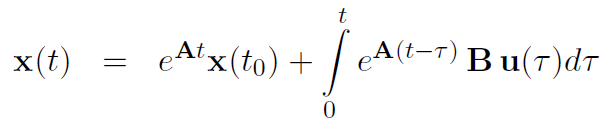 x(t) = e^{At}x(t_0) + ∫_0^t e^{A(t−τ)} B u(τ)dτ